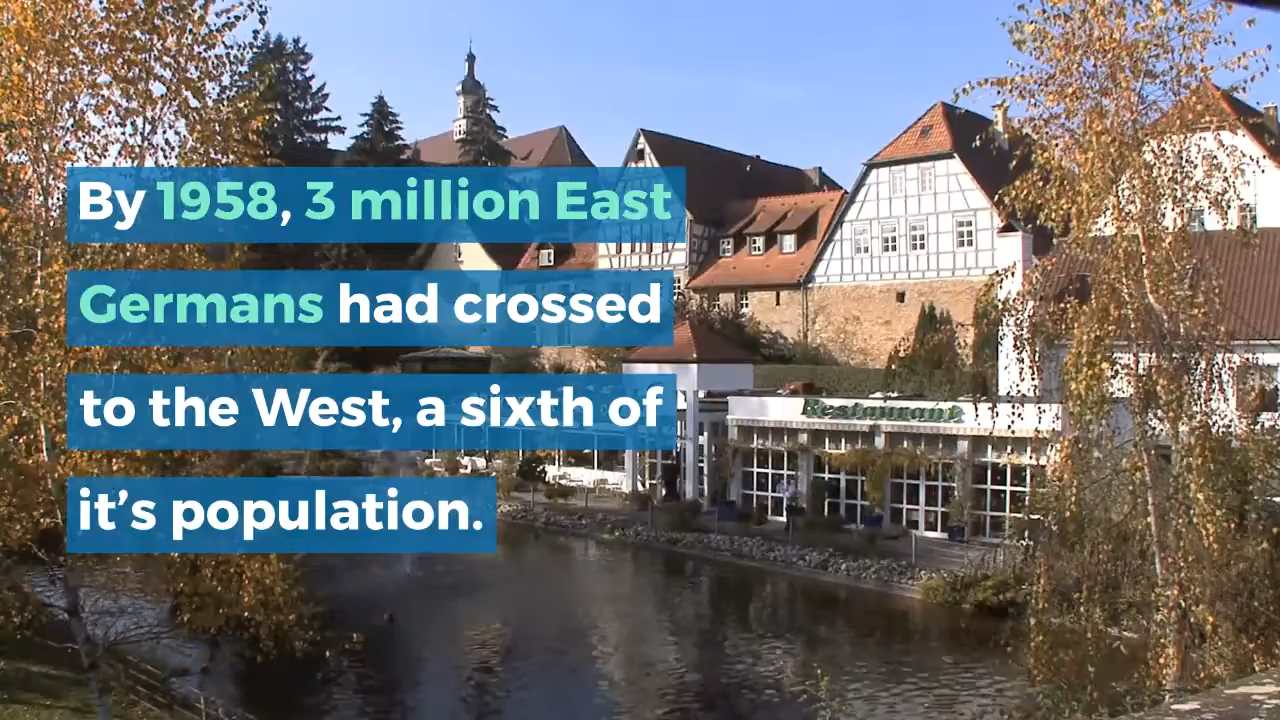 By 1958, 3 million East
Germans had crossed
to the West, a sixth of
it’s population.
Restaurant